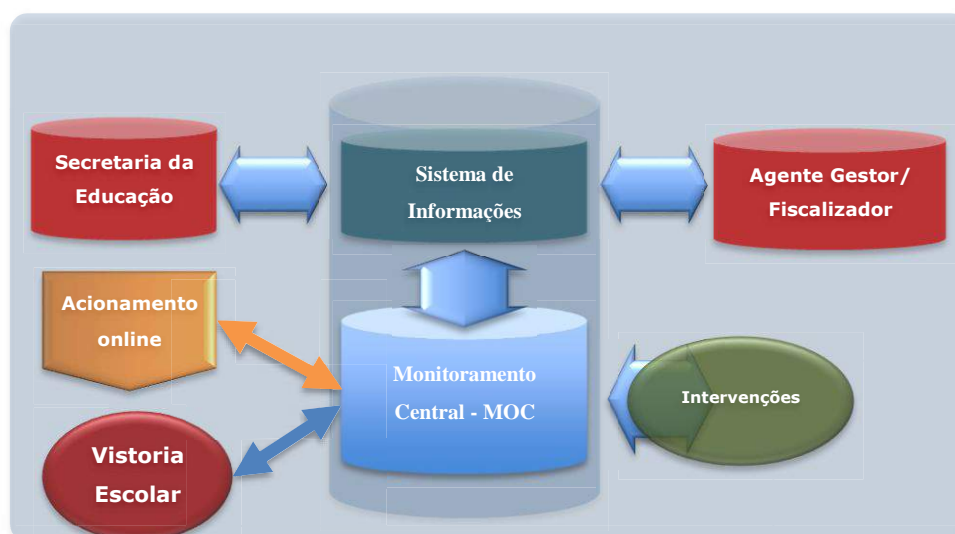 Secretaria da
Educação
Sistema de
Informações
Agente Gestor/
Fiscalizador
Acionamento
online
Monitoramento
Central - MOC
Intervenções
Vistoria
Escolar